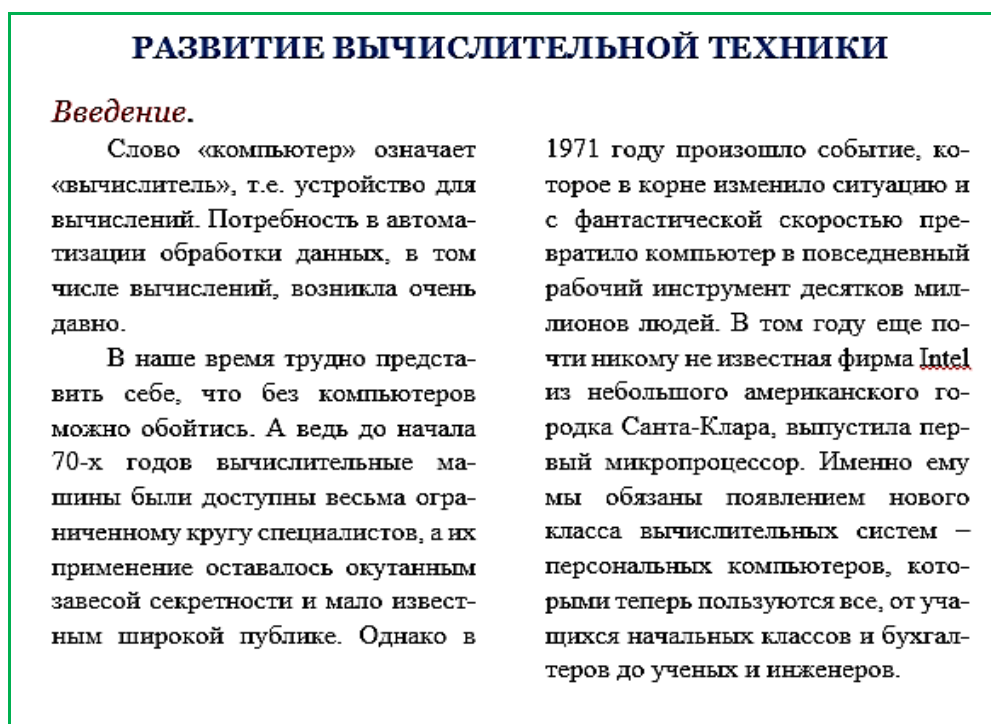 РАЗВИТИЕ ВЫЧИСЛИТЕЛЬНОЙ ТЕХНИКИ
Введение.
Слово «компьютер» означает
«вычислитель», т.е. устройство для
вычислений. Потребность в автома-
тизации обработки данных, в том
числе вычислений, возникла очень
давно.
В наше время трудно предста-
вить себе, что без компьютеров
можно обойтись. А ведь до начала
70-х годов вычислительные ма-
шины были доступны весьма огра-
ниченному кругу специалистов, а их
применение оставалось окутанным
завесой секретности и мало извест-
ным широкой публике. Однако в
1971 году произошло событие, ко-
торое в корне изменило ситуацию и
с фантастической скоростью пре-
вратило компьютер в повседневный
рабочий инструмент десятков мил-
лионов людей. В том году еще по-
чти никому не известная фирма Intel
из небольшого американского го-
родка Санта-Клара, выпустила пер-
вый микропроцессор. Именно ему
мы обязаны появлением нового
класса вычислительных систем –
персональных компьютеров, кото-
рыми теперь пользуются все, от уча-
щихся начальных классов и бухгал-
теров до ученых и инженеров.